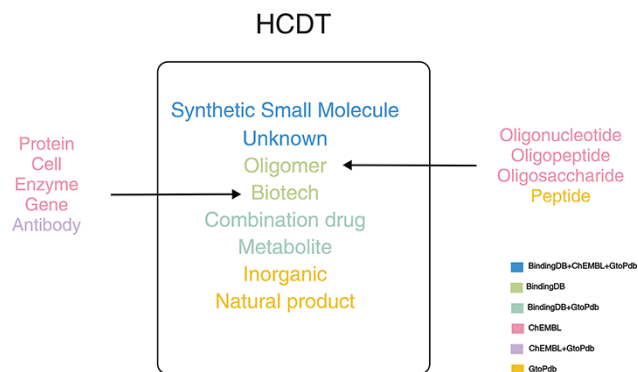 HCDT
Synthetic Small Molecule
Unknown
Oligomer
Biotech
Combination drug
Metabolite
Inorganic
Natural product
Protein
Cell
Enzyme
Gene
Antibody
Oligonucleotide
Oligopeptide
Oligosaccharide
Peptide
BindingDB+ChEMBL+GtoPdb
BindingDB
BindingDB+GtoPdb
ChEMBL
ChEMBL+GtoPdb
GtoPdb